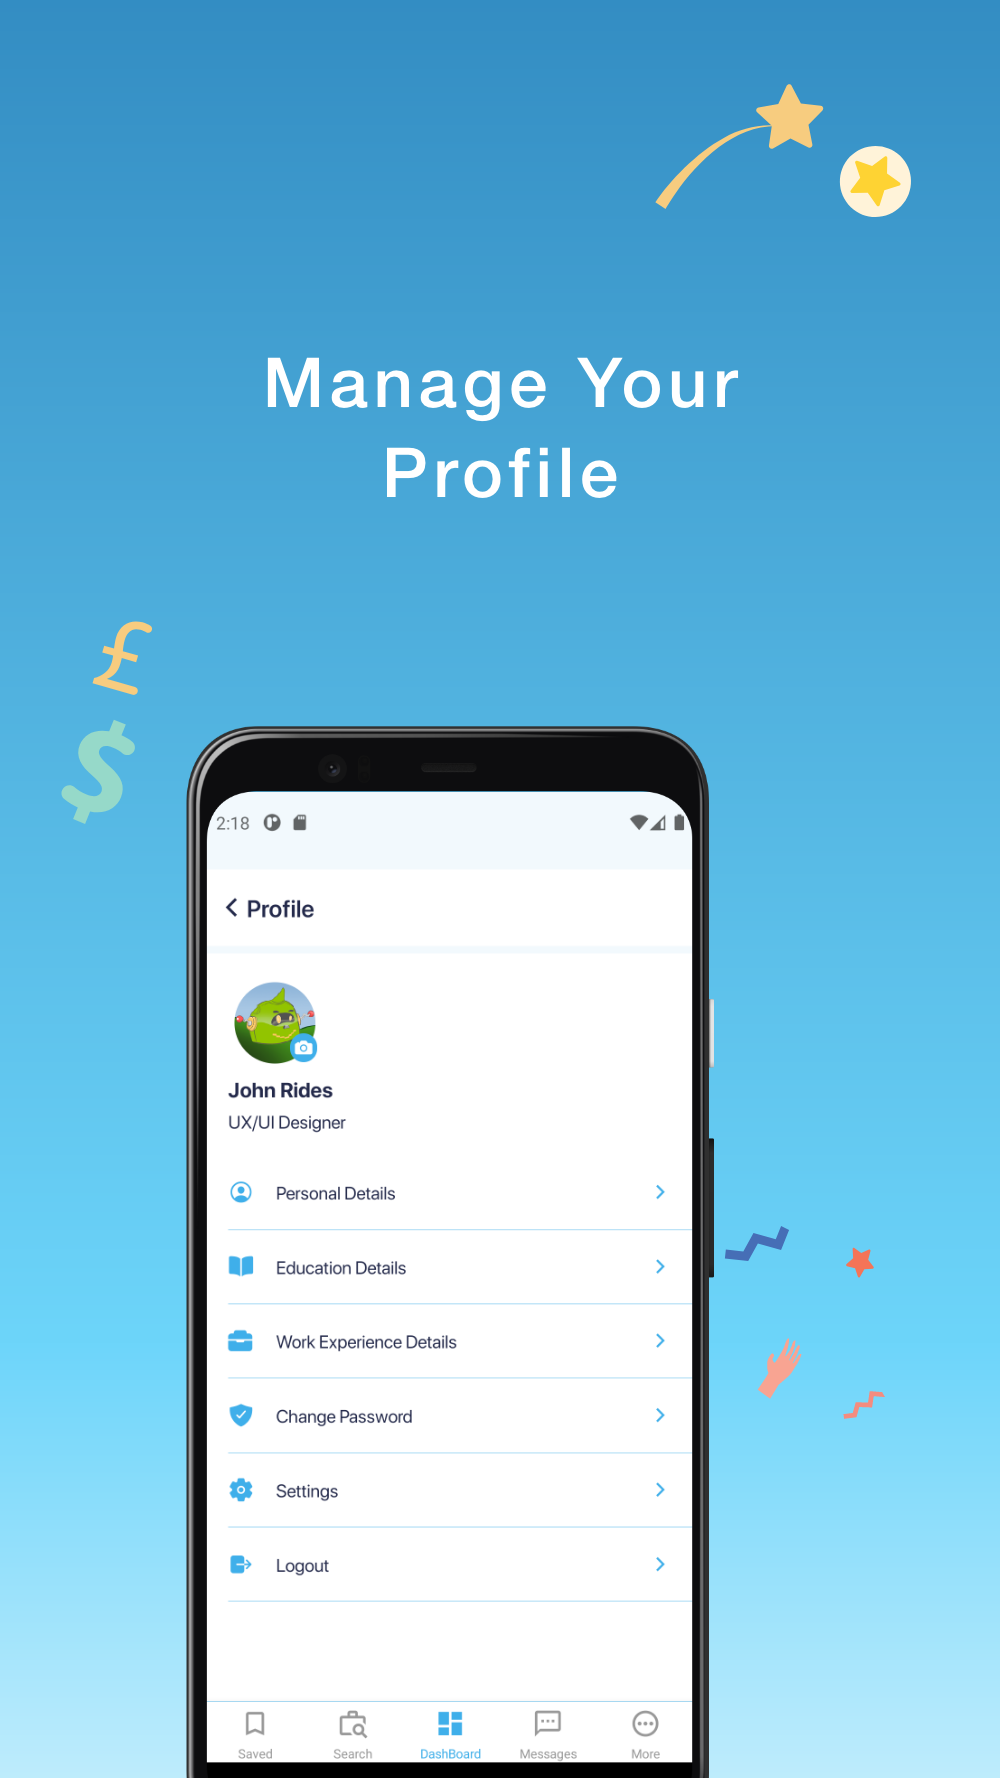 Manage Your
Profile
£
$
2:18
Profile
John Rides
UX/UI Designer
Personal Details
Education Details
Work Experience Details
Change Password
Settings
Logout
Saved
Search
DashBoard
Messages
More